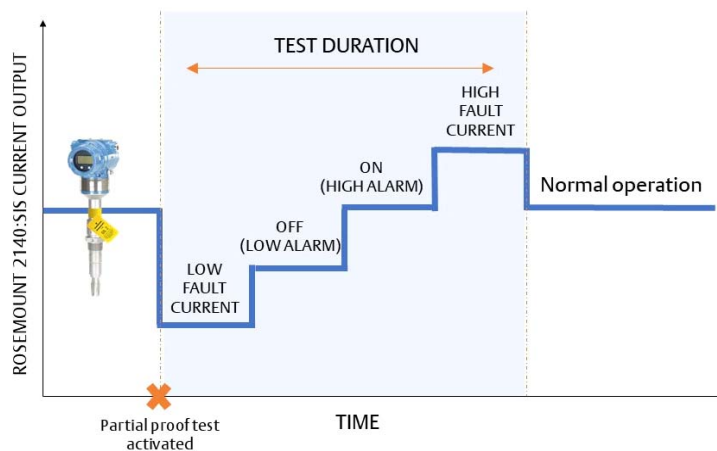 TEST DURATION
HIGH
FAULT
CURRENT
ON
(HIGH ALARM)
Normal operation
OFF
(LOW ALARM)
LOW
FAULT
CURRENT
ROSEMOUNT 2140:SIS CURRENT OUTPUT
Partial proof test
activated
TIME